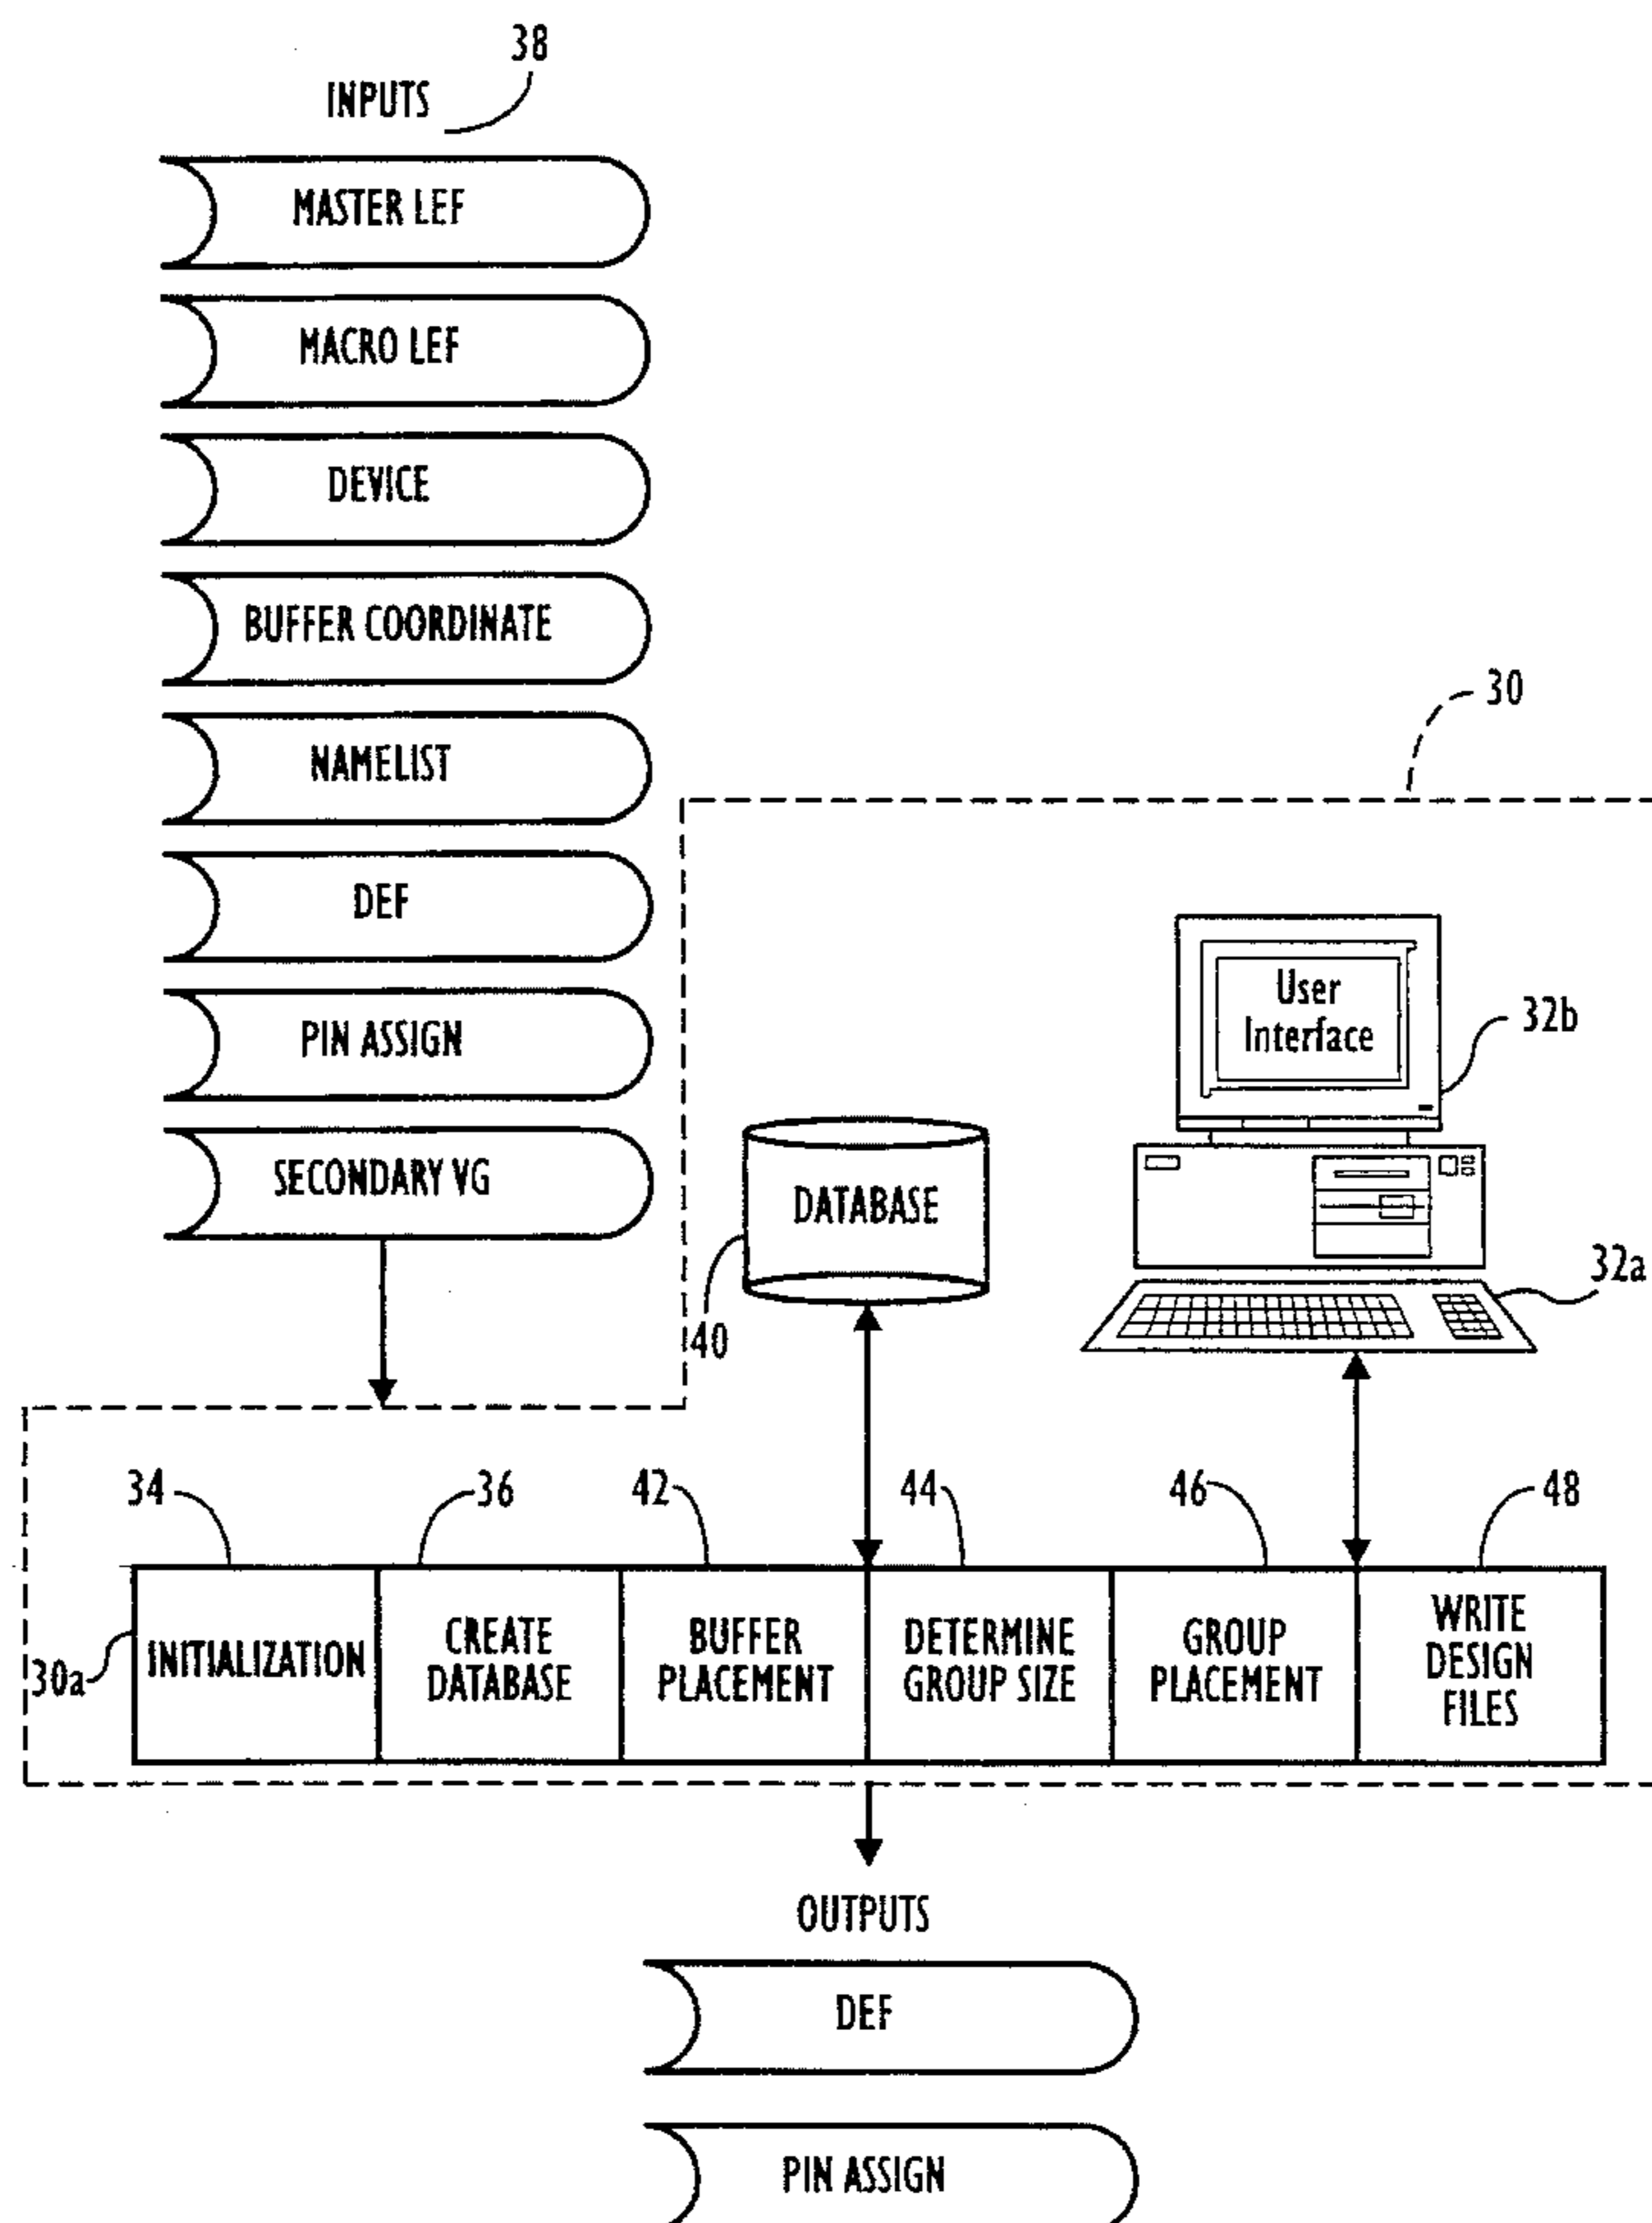 38
INPUTS
MASTER LEF
MACRO LEF
DEVICE
BUFFER COORDINATE
NAMELIST
DEF
PIN ASSIGN
SECONDARY VG
30
User
Interface
32b
DATABASE
32a
40
34
36
42
44
46
48
30a
INITIALIZATION
CREATE
DATABASE
BUFFER
PLACEMENT
DETERMINE
GROUP SIZE
GROUP
PLACEMENT
WRITE
DESIGN
FILES
OUTPUTS
DEF
PIN ASSIGN